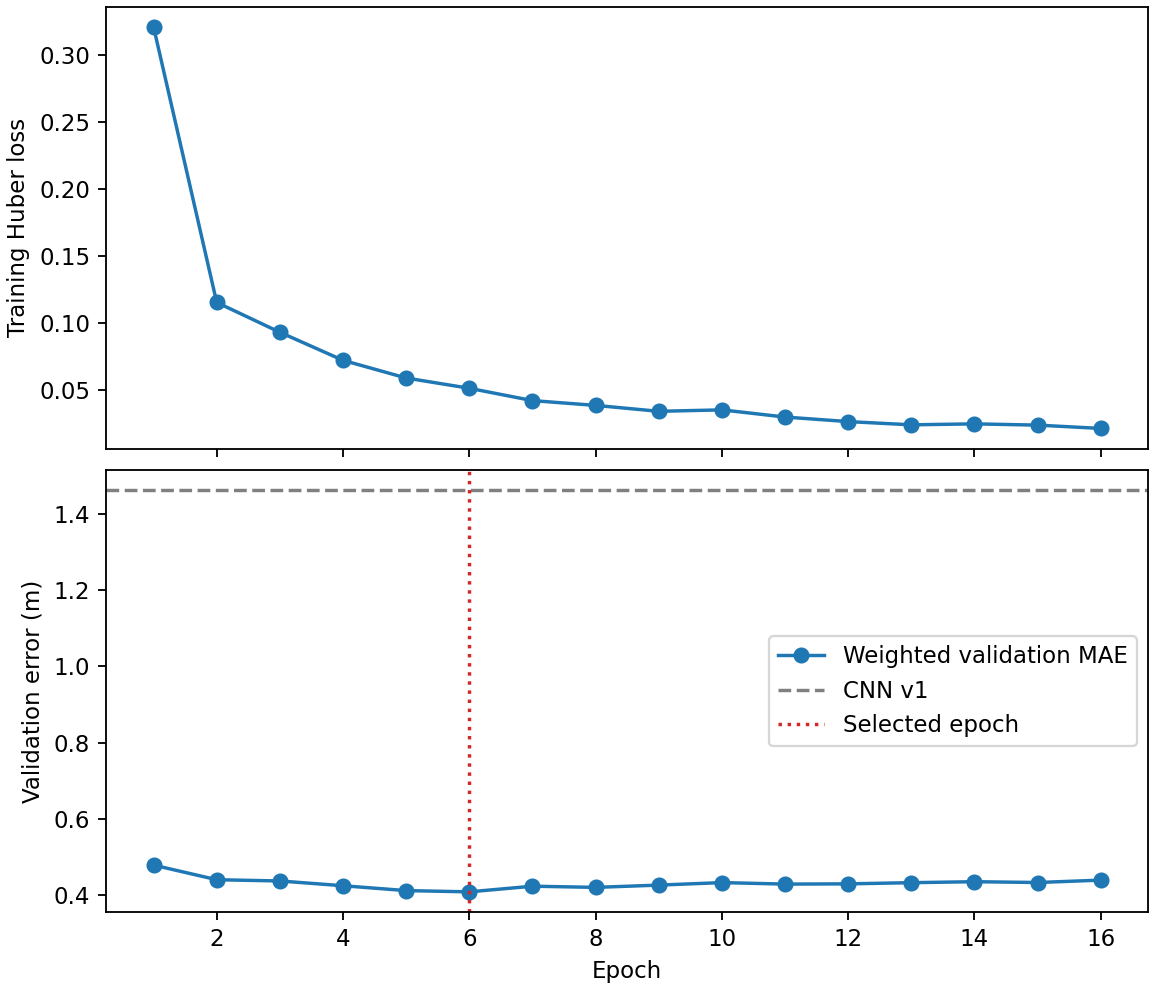 Training Huber loss
0.30
0.25
0.20
0.15
0.10
0.05
Validation error (m)
1.4
1.2
1.0
0.8
0.6
0.4
Weighted validation MAE
CNN v1
Selected epoch
2 4 6 8 10 12 14 16
Epoch